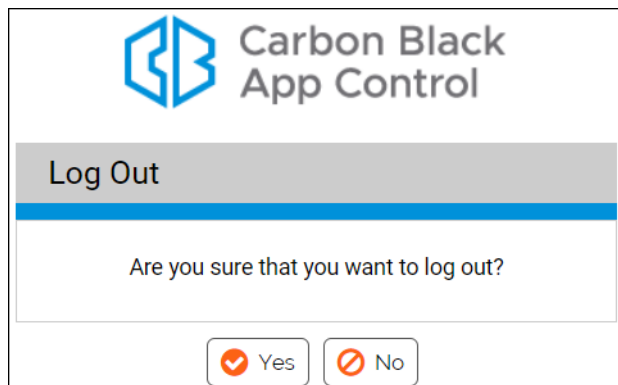 Carbon Black
App Control
Log Out
Are you sure that you want to log out?
Yes No